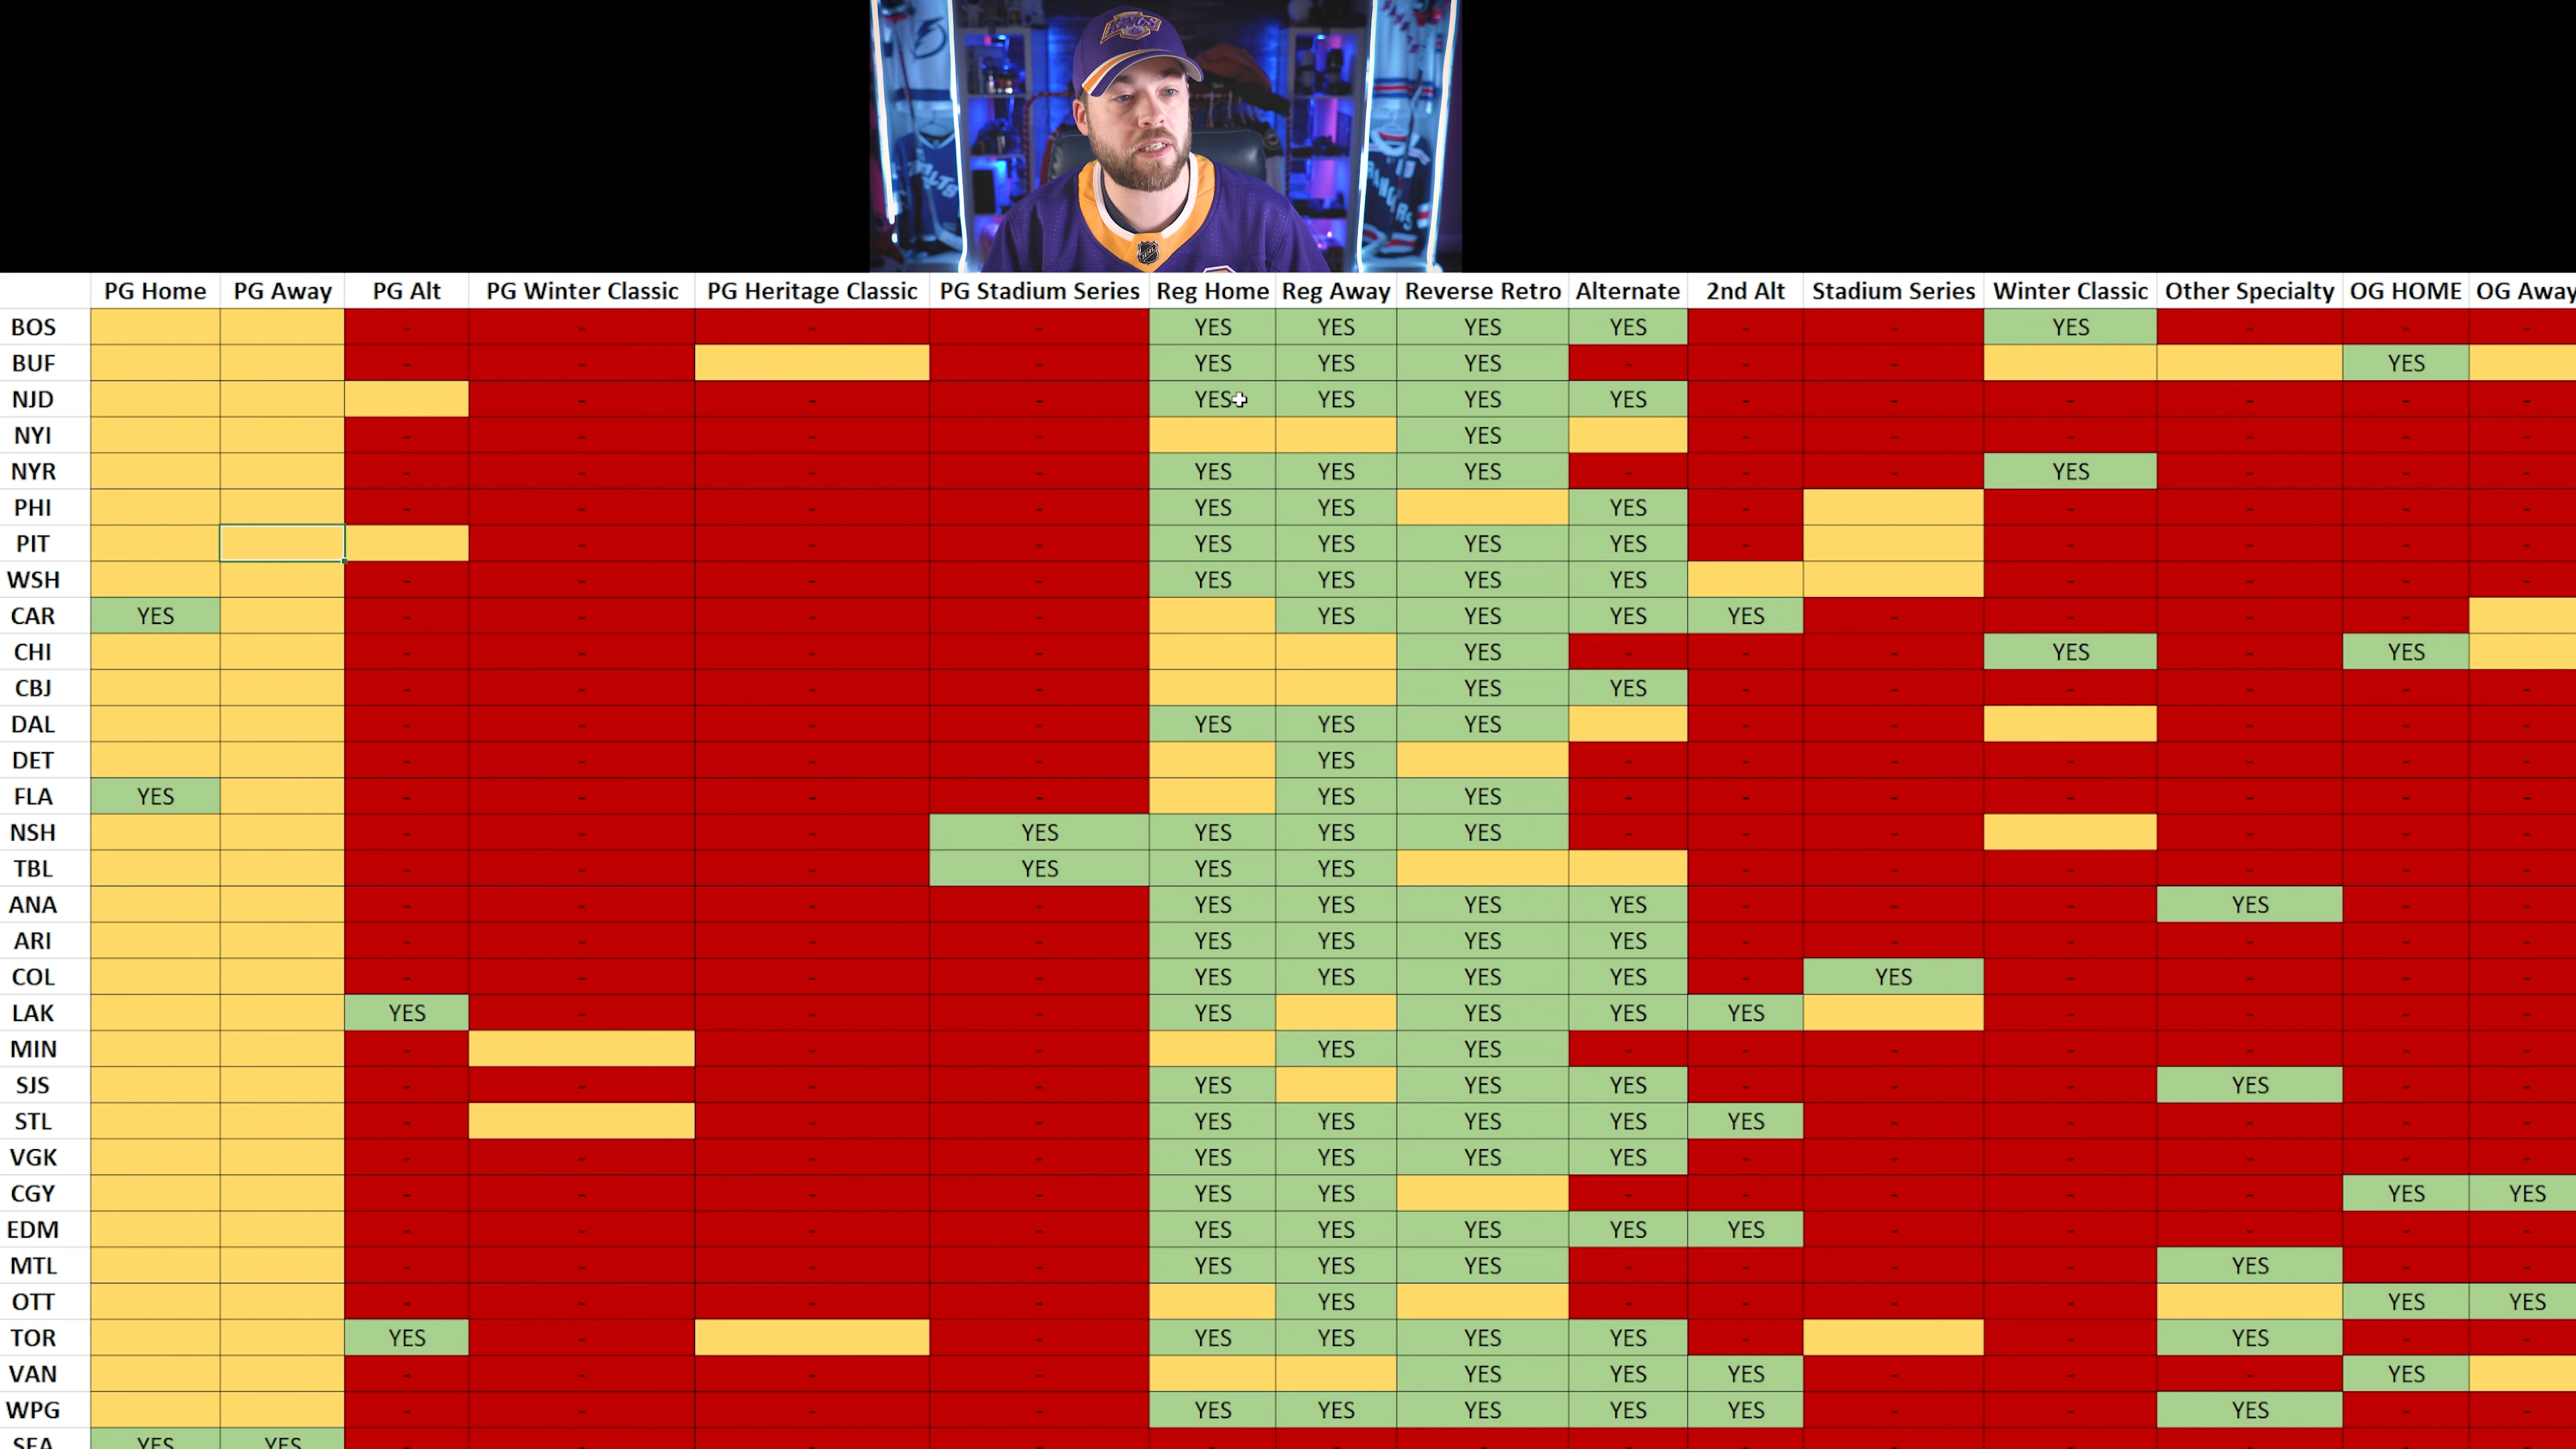 KINGS
PG Home PG Away PG Alt PG Winter Classic PG Heritage Classic PG Stadium Series Reg Home Reg Away Reverse Retro Alternate 2nd Alt Stadium Series Winter Classic Other Specialty OG HOME OG Away
BOS - - - - YES YES YES YES - - YES - - -
BUF - - - YES YES YES - - - YES
NJD - - - YES YES YES YES - - - - - -
NYI - - - - YES - - - - - -
NYR - - - - YES YES YES - - - YES - - -
PHI - - - - YES YES YES - - - - -
PIT - - - YES YES YES YES - - - - -
WSH - - - - YES YES YES YES - - - -
CAR YES - - - - YES YES YES YES - - - -
CHI - - - - YES - - - YES - YES
CBJ - - - - YES YES - - - - - -
DAL - - - - YES YES YES - - - - -
DET - - - - YES - - - - - - -
FLA YES - - - - YES YES - - - - - - -
NSH - - - YES YES YES YES - - - - - -
TBL - - - YES YES YES - - - - - -
ANA - - - - YES YES YES YES - - - YES - -
ARI - - - - YES YES YES YES - - - - - -
COL - - - - YES YES YES YES - YES - - - -
LAK YES - - - YES YES YES YES - - - -
MIN - - - YES YES - - - - - - -
SJS - - - - YES YES YES - - - YES - -
STL - - - YES YES YES YES YES - - - - -
VGK - - - - YES YES YES YES - - - - - -
CGY - - - - YES YES - - - - - YES YES
EDM - - - - YES YES YES YES YES - - - - -
MTL - - - - YES YES YES - - - - YES - -
OTT - - - - YES - - - - YES YES
TOR YES - - YES YES YES YES - - YES - -
VAN - - - - YES YES YES - - - YES
WPG - - - - YES YES YES YES YES - - YES - -
SEA YES YES